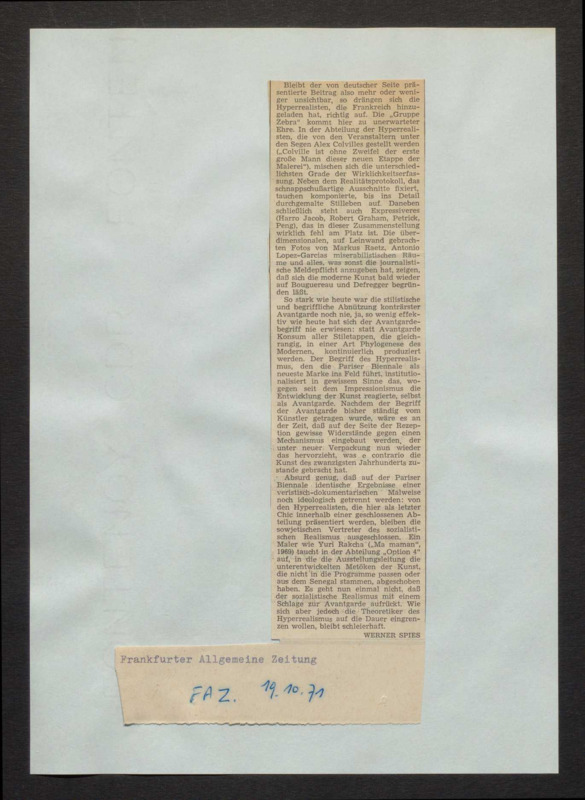 Bleibt der von deutscher Seite prä-
sentierte Beitrag also mehr oder weni-
ger unsichtbar, so drängen sich die
Hyperrealisten, die Frankreich hinzu-
geladen hat, richtig auf. Die „Gruppe
Zebra“ kommt hier zu unerwarteter
Ehre. In der Abteilung der Hyperreali-
sten, die von den Veranstaltern unter
den Segen Alex Colvilles gestellt werden
(„Colville ist ohne Zweifel der erste
große Mann dieser neuen Etappe der
Malerei“), mischen sich die unterschied-
lichsten Grade der Wirklichkeitserfas-
sung. Neben dem Realitätsprotokoll, das
schnappschußartige Ausschnitte fixiert,
tauchen komponierte, bis ins Detail
durchgemalte Stilleben auf. Daneben
schließlich steht auch Expressiveres
(Harro Jacob, Robert Graham, Petrick,
Peng), das in dieser Zusammenstellung
wirklich fehl am Platz ist. Die über-
dimensionalen, auf Leinwand gebrach-
ten Fotos von Markus Raetz, Antonio
Lopez-Garcias miserabilistischen Räu-
me und alles, was sonst die journalisti-
sche Meldepflicht anzugeben hat, zeigen,
daß sich die moderne Kunst bald wieder
auf Bouguereau und Defregger begrün-
den läßt.
So stark wie heute war die stilistische
und begriffliche Abnützung konträrster
Avantgarde noch nie, ja, so wenig effek-
tiv wie heute hat sich der Avantgarde-
begriff nie erwiesen: statt Avantgarde
Konsum aller Stiletappen, die gleich-
rangig, in einer Art Phylogenese des
Modernen, kontinuierlich produziert
werden. Der Begriff des Hyperrealis-
mus, den die Pariser Biennale als
neueste Marke ins Feld führt, institutio-
nalisiert in gewissem Sinne das, wo-
gegen seit dem Impressionismus die
Entwicklung der Kunst reagierte, selbst
als Avantgarde. Nachdem der Begriff
der Avantgarde bisher ständig vom
Künstler getragen wurde, wäre es an
der Zeit, daß auf der Seite der Rezep-
tion gewisse Widerstände gegen einen
Mechanismus eingebaut werden, der
unter neuer Verpackung nun wieder
das hervorzieht, was e contrario die
Kunst des zwanzigsten Jahrhunderts zu-
stande gebracht hat.
Absurd genug, daß auf der Pariser
Biennale identische Ergebnisse einer
veristisch-dokumentarischen Malweise
noch ideologisch getrennt werden: von
den Hyperrealisten, die hier als letzter
Chic innerhalb einer geschlossenen Ab-
teilung präsentiert werden, bleiben die
sowjetischen Vertreter des sozialisti-
schen Realismus ausgeschlossen. Ein
Maler wie Yuri Rakcha („Ma maman“,
1969) taucht in der Abteilung „Option 4“
auf, in die die Ausstellungsleitung die
unterentwickelten Metöken der Kunst,
die nicht in die Programme passen oder
aus dem Senegal stammen, abgeschoben
haben. Es geht nun einmal nicht, daß
der sozialistische Realismus mit einem
Schlage zur Avantgarde aufrückt. Wie
sich aber jedoch die Theoretiker des
Hyperrealismus auf die Dauer eingren-
zen wollen, bleibt schleierhaft.
WERNER SPIES
Frankfurter Allgemeine Zeitung
FAZ. 19.10.71